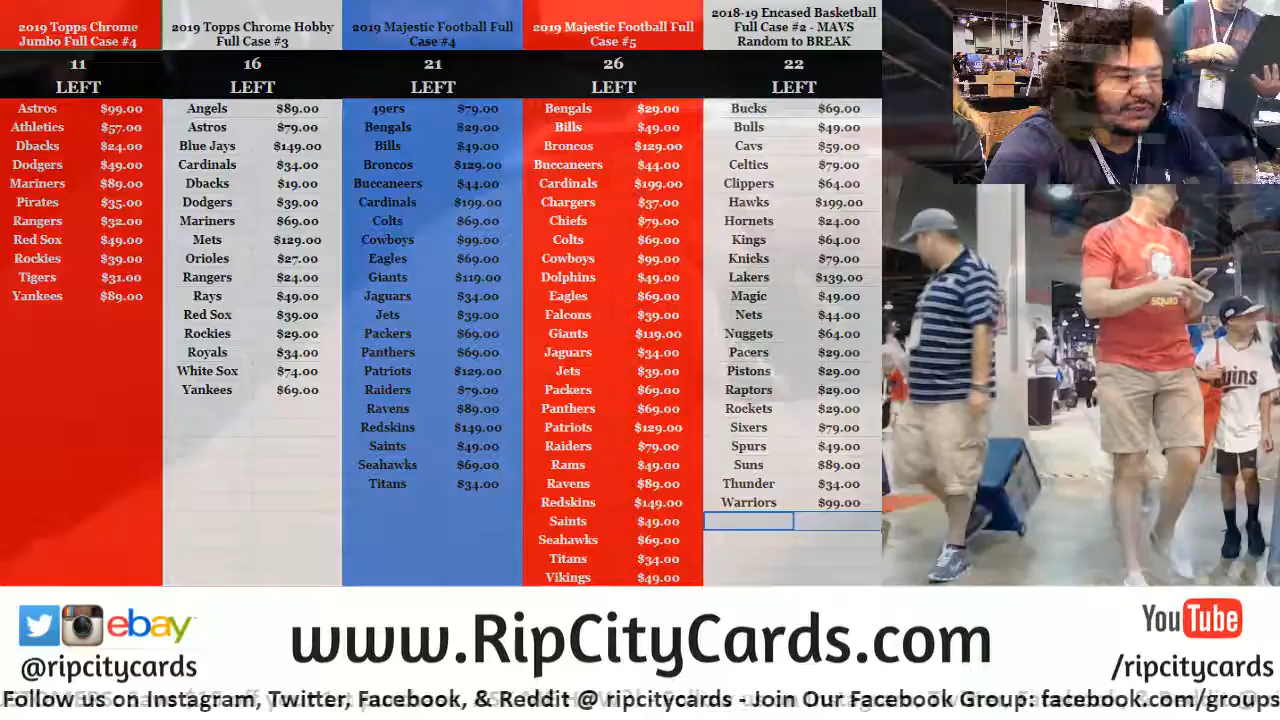 2019 Topps Chrome
Jumbo Full Case #4
11
LEFT
Astros $99.00
Athletics $57.00
Dbacks $24.00
Dodgers $49.00
Mariners $89.00
Pirates $35.00
Rangers $32.00
Red Sox $49.00
Rockies $39.00
Tigers $31.00
Yankees $89.00
2019 Topps Chrome Hobby
Full Case #3
16
LEFT
Angels $89.00
Astros $79.00
Blue Jays $149.00
Cardinals $34.00
Dbacks $19.00
Dodgers $39.00
Mariners $69.00
Mets $129.00
Orioles $27.00
Rangers $24.00
Rays $49.00
Red Sox $39.00
Rockies $29.00
Royals $34.00
White Sox $74.00
Yankees $69.00
2019 Majestic Football Full
Case #4
21
LEFT
49ers $79.00
Bengals $29.00
Bills $49.00
Broncos $129.00
Buccaneers $44.00
Cardinals $199.00
Colts $69.00
Cowboys $99.00
Eagles $69.00
Giants $119.00
Jaguars $34.00
Jets $39.00
Packers $69.00
Panthers $69.00
Patriots $129.00
Raiders $79.00
Ravens $89.00
Redskins $149.00
Saints $49.00
Seahawks $69.00
Titans $34.00
2019 Majestic Football Full
Case #5
26
LEFT
Bengals $29.00
Bills $49.00
Broncos $129.00
Buccaneers $44.00
Cardinals $199.00
Chargers $37.00
Chiefs $79.00
Colts $69.00
Cowboys $99.00
Dolphins $49.00
Eagles $69.00
Falcons $39.00
Giants $119.00
Jaguars $34.00
Jets $39.00
Packers $69.00
Panthers $69.00
Patriots $129.00
Raiders $79.00
Rams $49.00
Ravens $89.00
Redskins $149.00
Saints $49.00
Seahawks $69.00
Titans $34.00
Vikings $49.00
2018-19 Encased Basketball
Full Case #2 - MAVS
Random to BREAK
22
LEFT
Bucks $69.00
Bulls $49.00
Cavs $59.00
Celtics $79.00
Clippers $64.00
Hawks $199.00
Hornets $24.00
Kings $64.00
Knicks $79.00
Lakers $139.00
Magic $49.00
Nets $44.00
Nuggets $64.00
Pacers $29.00
Pistons $29.00
Raptors $29.00
Rockets $29.00
Sixers $79.00
Spurs $49.00
Suns $89.00
Thunder $34.00
Warriors $99.00
ebay
@ripcitycards
www.RipCityCards.com
YouTube
/ripcitycards
Follow us on Instagram, Twitter, Facebook, & Reddit @ ripcitycards - Join Our Facebook Group: facebook.com/groups